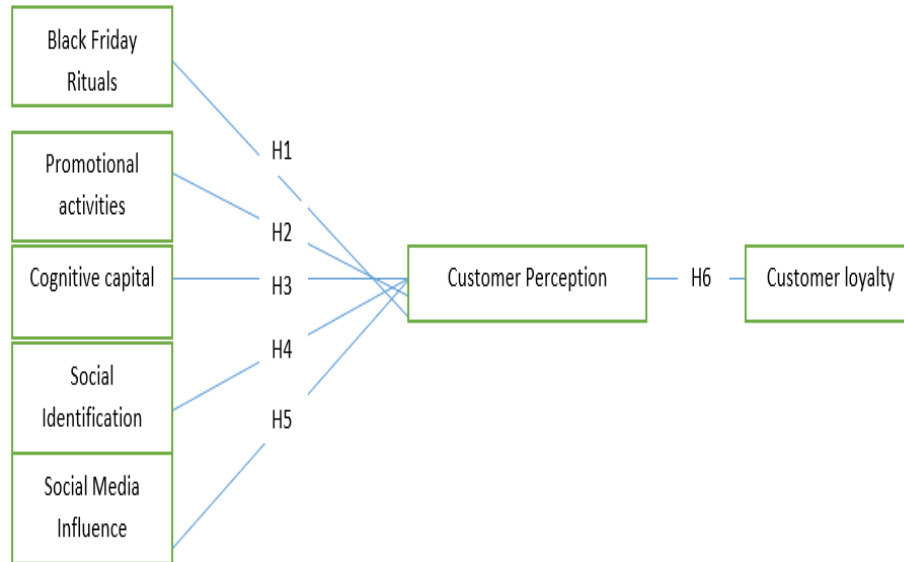 Black Friday
Rituals
H1
Promotional
activities
H2
Cognitive capital
H3
Customer Perception
H6
Customer loyalty
H4
Social
Identification
H5
Social Media
Influence